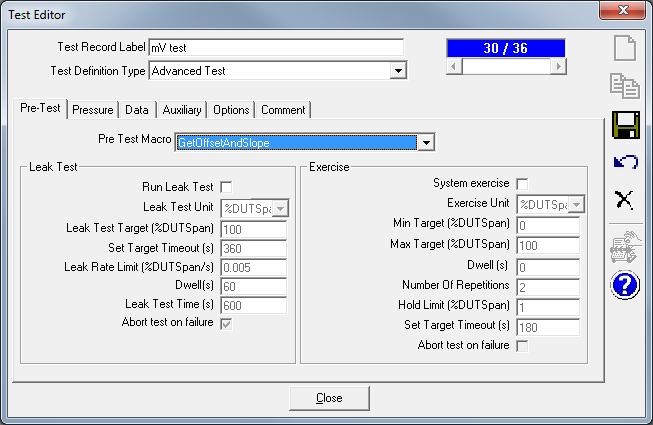 Test Editor
Test Record Label mV test
30 / 36
Test Definition Type Advanced Test
Pre-Test Pressure Data Auxiliary Options Comment
Pre Test Macro GetOffsetAndSlope
Leak Test
Run Leak Test
Leak Test Unit %DUTSpa
Leak Test Target (%DUTSpan) 100
Set Target Timeout (s) 360
Leak Rate Limit (%DUTSpan/s) 0.005
Dwell(s) 60
Leak Test Time (s) 600
Abort test on failure
Exercise
System exercise
Exercise Unit %DUTSpa
Min Target (%DUTSpan) 0
Max Target (%DUTSpan) 100
Dwell (s) 0
Number Of Repetitions 2
Hold Limit (%DUTSpan) 1
Set Target Timeout (s) 180
Abort test on failure
Close